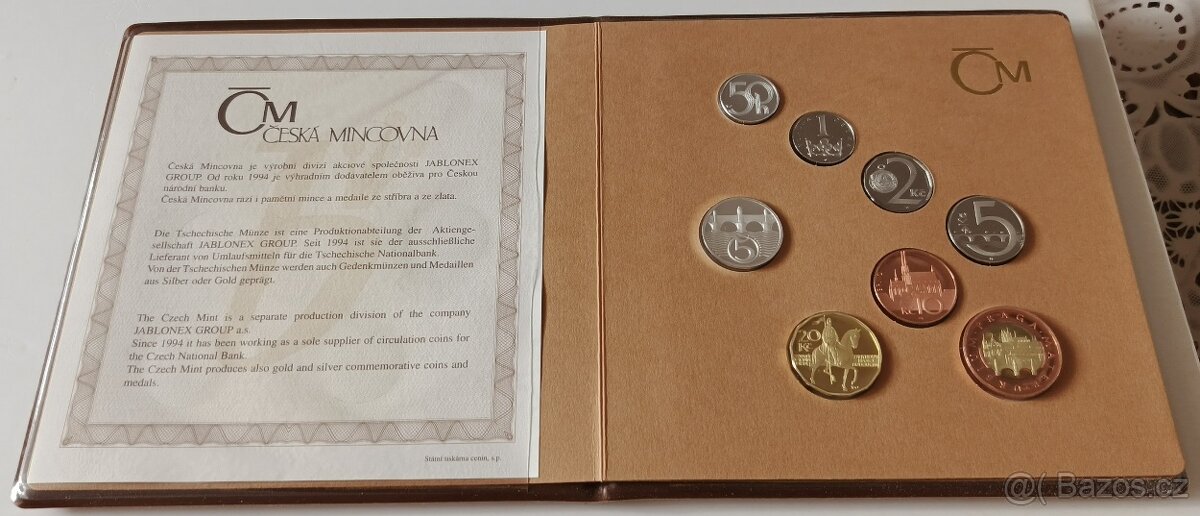 ČM
ČESKÁ MINCOVNA
Česká Mincovna je výrobní divizí akciové společnosti JABLONEX
GROUP. Od roku 1994 je výhradním dodavatelem oběživa pro Českou
národní banku.
Česká Mincovna razí i pamětní mince a medaile ze stříbra a ze zlata.
Die Tschechische Münze ist eine Produktionabteilung der Aktienge-
sellschaft JABLONEX GROUP. Seit 1994 ist sie der ausschließliche
Lieferant von Umlaufsmitteln für die Tschechische Nationalbank.
Von der Tschechischen Münze werden auch Gedenkmünzen und Medaillen
aus Silber oder Gold geprägt.
The Czech Mint is a separate production division of the company
JABLONEX GROUP a.s.
Since 1994 it has been working as a sole supplier of circulation coins for
the Czech National Bank.
The Czech Mint produces also gold and silver commemorative coins and
medals.
Státní tiskárna cenin, s.p.
ČM
50h
1
2
Kč
5
Kč
5
10
Kč
20
Kč
PRAGA MATER URBIUM
@ Bazos.cz